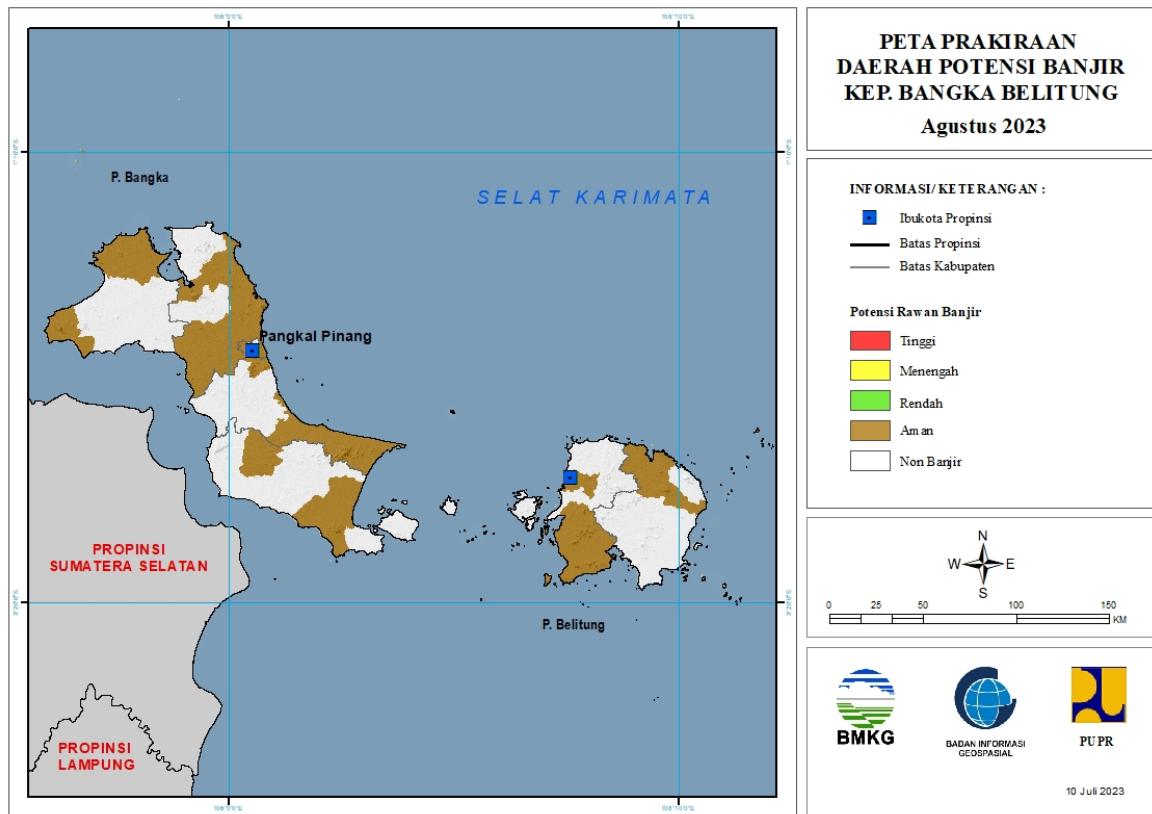 PETA PRAKIRAAN
DAERAH POTENSI BANJIR
KEP. BANGKA BELITUNG
Agustus 2023
P. Bangka
SELAT KARIMATA
Pangkal Pinang
PROPINSI
SUMATERA SELATAN
P. Belitung
PROPINSI
LAMPUNG
INFORMASI/ KETERANGAN :
Ibukota Propinsi
Batas Propinsi
Batas Kabupaten
Potensi Rawan Banjir
Tinggi
Menengah
Rendah
Aman
Non Banjir
N
W E
S
0 25 50 100 150
KM
BMKG
BADAN INFORMASI
GEOSPASIAL
PUPR
10 Juli 2023